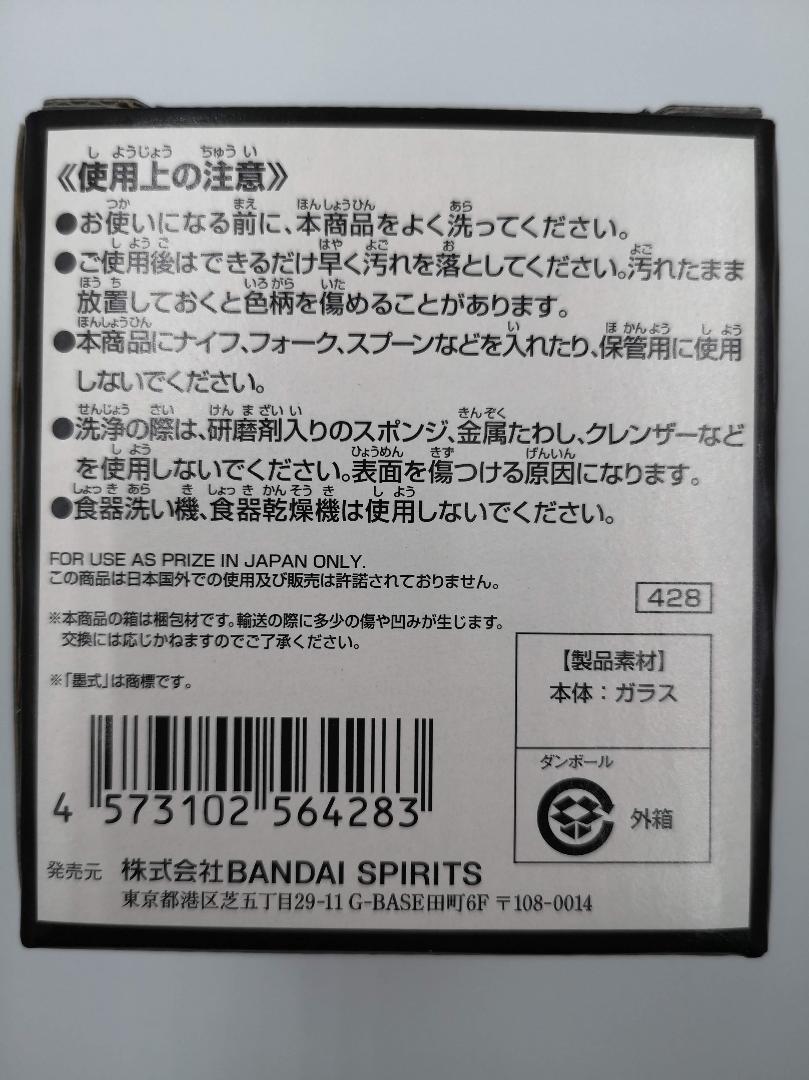 《使用上の注意》
しようじょう ちゅうい
●お使いになる前に、本商品をよく洗ってください。
つか まえ ほんしょうひん あら
●ご使用後はできるだけ早く汚れを落としてください。汚れたまま
しようご はや よご お よご
放置しておくと色柄を傷めることがあります。
ほうち いろがら いた
●本商品にナイフ、フォーク、スプーンなどを入れたり、保管用に使用
ほんしょうひん い ほかんよう しよう
しないでください。
●洗浄の際は、研磨剤入りのスポンジ、金属たわし、クレンザーなど
せんじょう さい けんまざいい きんぞく
を使用しないでください。表面を傷つける原因になります。
しよう ひょうめん きず げんいん
●食器洗い機、食器乾燥機は使用しないでください。
しょっきあら き しょっきかんそうき しよう
FOR USE AS PRIZE IN JAPAN ONLY.
この商品は日本国外での使用及び販売は許諾されておりません。
428
※本商品の箱は梱包材です。輸送の際に多少の傷や凹みが生じます。
交換には応じかねますのでご了承ください。
※「墨式」は商標です。
【製品素材】
本体：ガラス
ダンボール
外箱
4 573102 564283
発売元 株式会社BANDAI SPIRITS
東京都港区芝五丁目29-11 G-BASE田町6F 〒108-0014